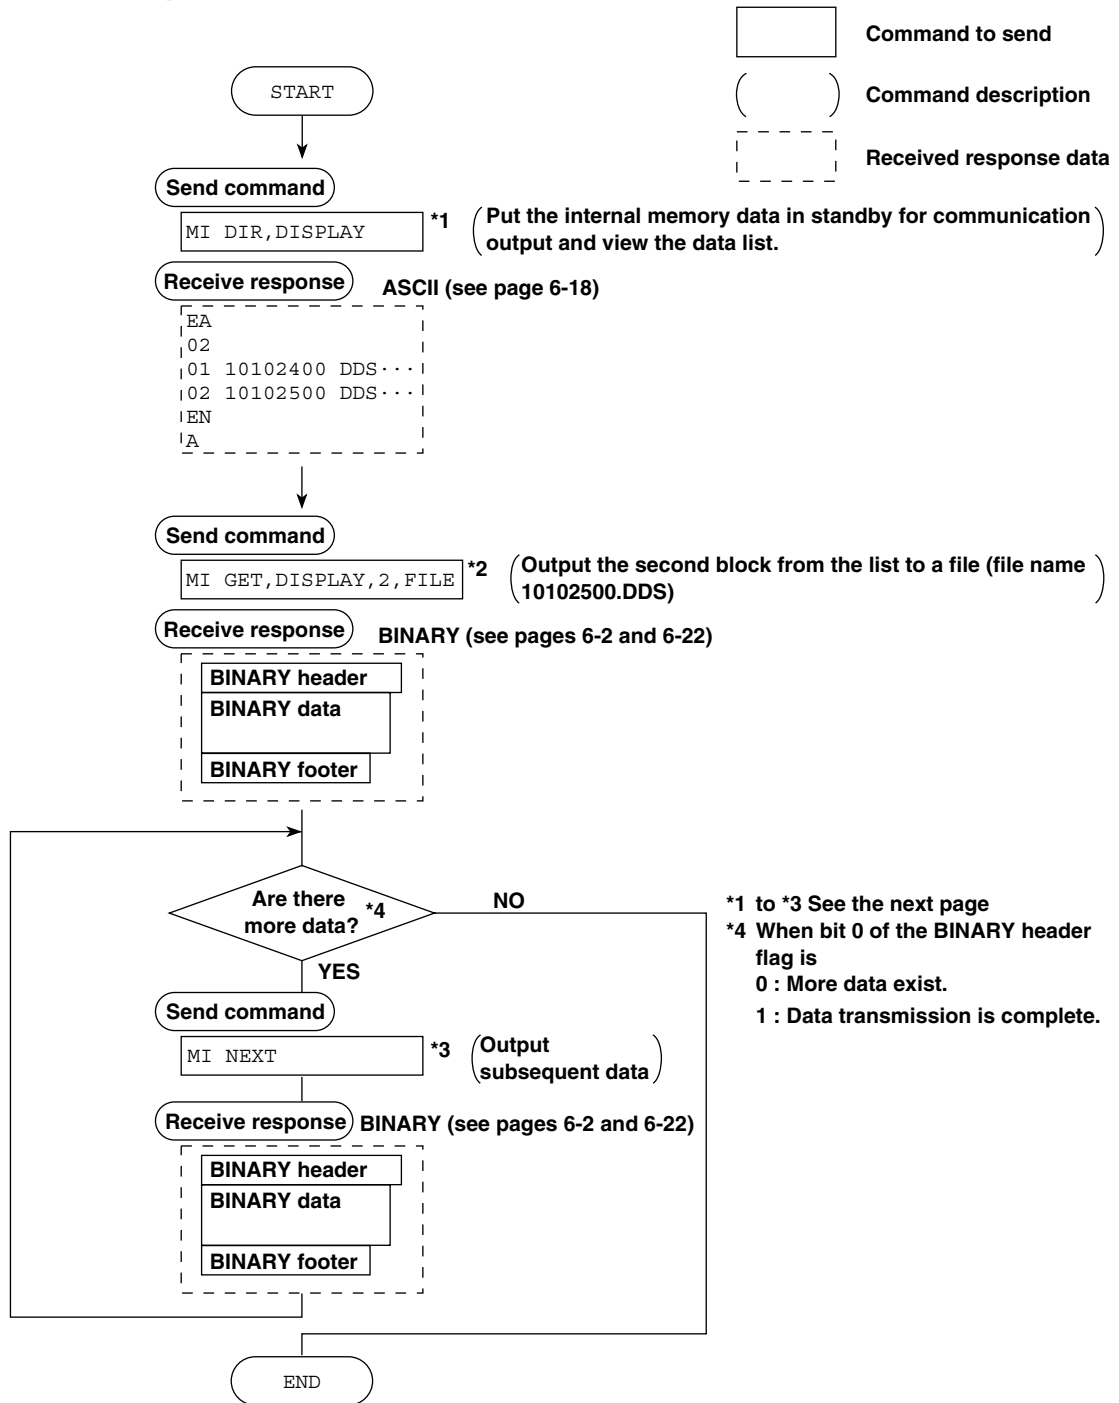 Command to send
START
Command description
Received response data
Send command
MI DIR,DISPLAY *1
Put the internal memory data in standby for communication
output and view the data list.
Receive response
ASCII (see page 6-18)
EA
02
01 10102400 DDS···
02 10102500 DDS···
EN
A
Send command
MI GET,DISPLAY,2,FILE *2
Output the second block from the list to a file (file name
10102500.DDS)
Receive response
BINARY (see pages 6-2 and 6-22)
BINARY header
BINARY data
BINARY footer
Are there
more data?
*4
NO
YES
*1 to *3 See the next page
*4 When bit 0 of the BINARY header
flag is
0 : More data exist.
1 : Data transmission is complete.
Send command
MI NEXT *3
Output
subsequent data
Receive response
BINARY (see pages 6-2 and 6-22)
BINARY header
BINARY data
BINARY footer
END